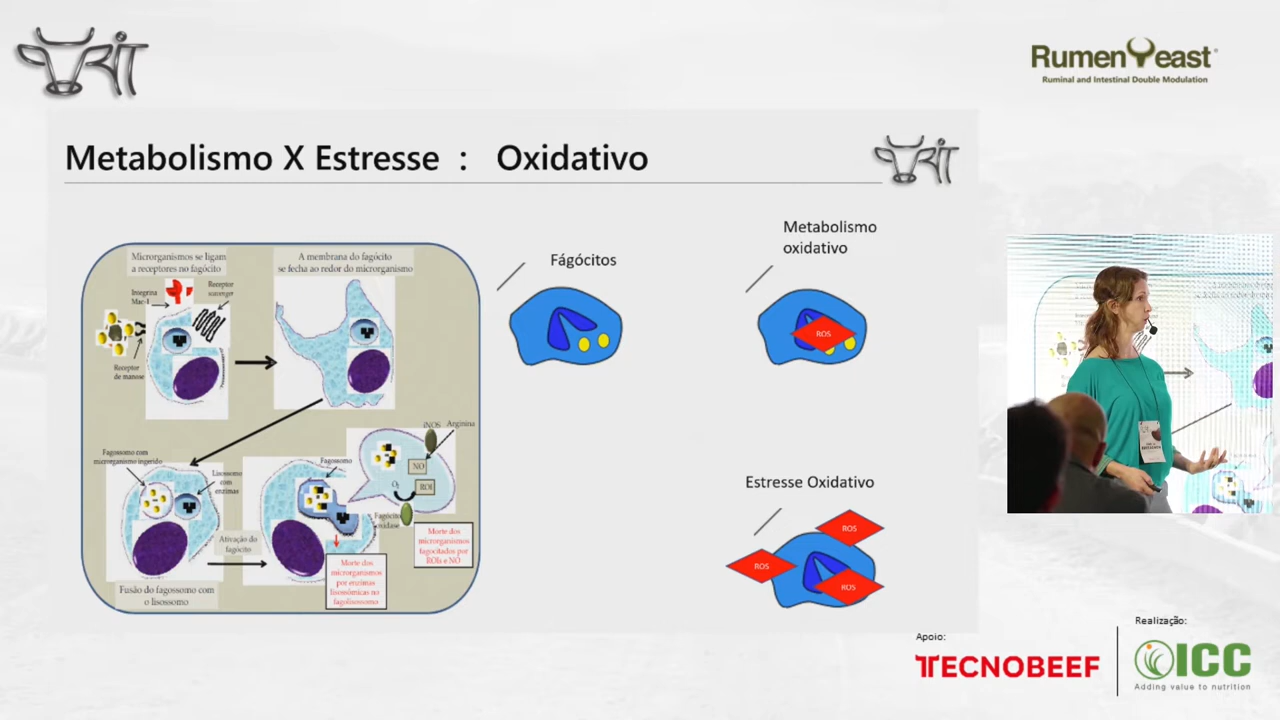 RIT
RumenYeast
Ruminal and Intestinal Double Modulation
Metabolismo X Estresse : Oxidativo
Microrganismos se ligam
a receptores no fagócito
A membrana do fagócito
se fecha ao redor do microrganismo
Integrina
Mac-1
Receptor
scavenger
Receptor
de manose
Fágócitos
Metabolismo
oxidativo
ROS
Fagossomo com
microrganismo ingerido
Lisossomo
com
enzimas
Fagossomo
iNOS
Arginina
NO
O₂
ROI
Fagócito
oxidase
Ativação do
fagócito
Morte dos
microrganismos
fagocitados por
ROIs e NO
Morte dos
microrganismos
por enzimas
lisossômicas no
fagolisossomo
Fusão do fagossomo com
o lisossomo
Estresse Oxidativo
ROS
ROS
ROS
Apoio:
TECNOBEEF
Realização:
ICC
Adding value to nutrition